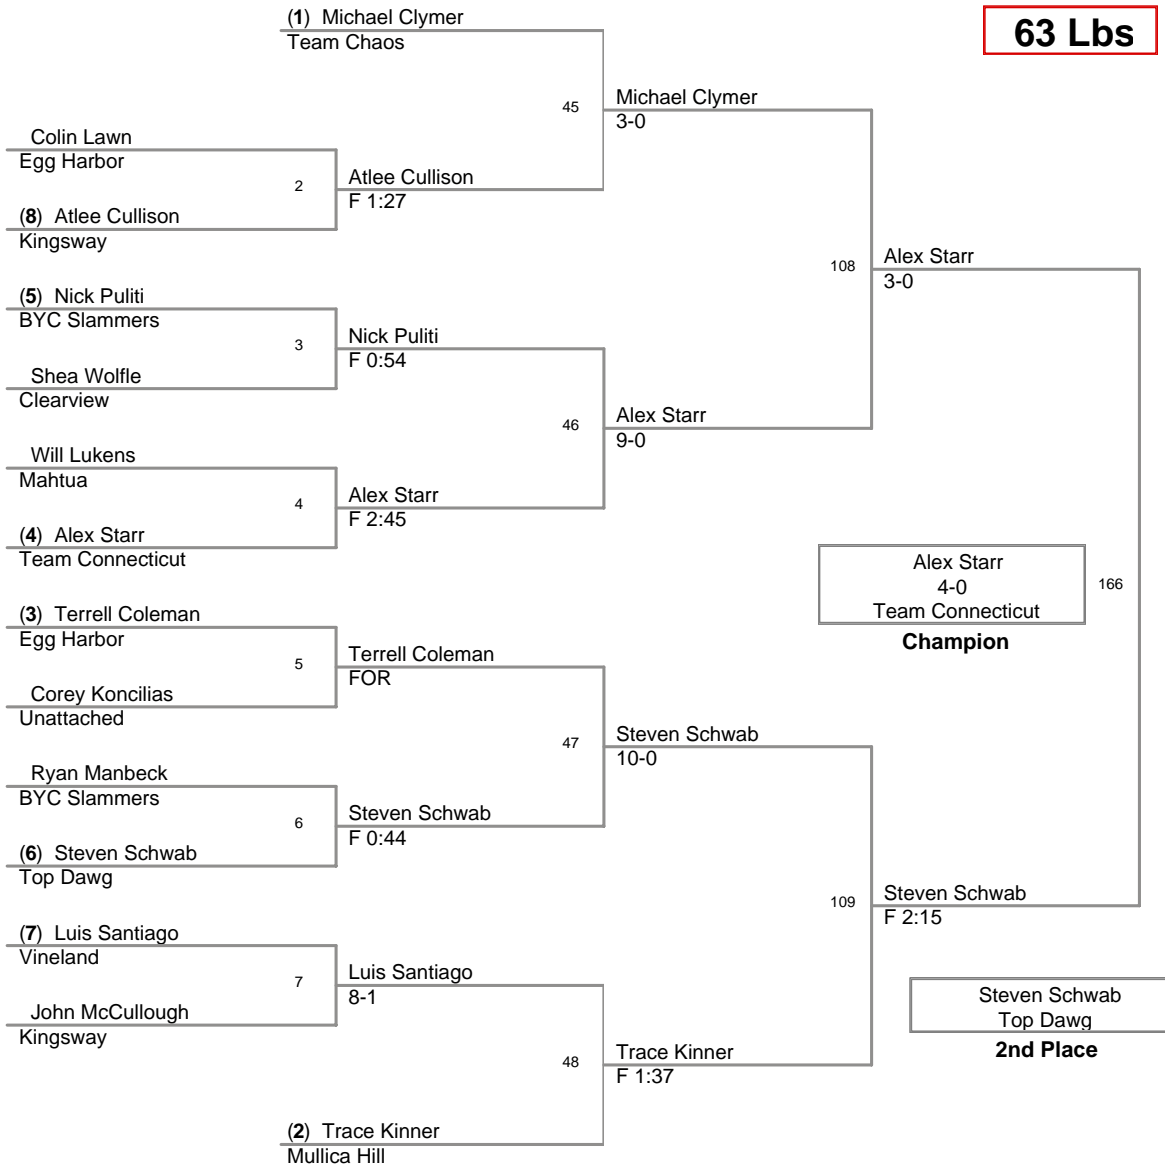 (1) Michael Clymer
Team Chaos
63 Lbs
45
Michael Clymer
3-0
Colin Lawn
Egg Harbor
2
Atlee Cullison
F 1:27
(8) Atlee Cullison
Kingsway
108
Alex Starr
3-0
(5) Nick Puliti
BYC Slammers
3
Nick Puliti
F 0:54
Shea Wolfle
Clearview
46
Alex Starr
9-0
Will Lukens
Mahtua
4
Alex Starr
F 2:45
(4) Alex Starr
Team Connecticut
Alex Starr
4-0
Team Connecticut
Champion
166
(3) Terrell Coleman
Egg Harbor
5
Terrell Coleman
FOR
Corey Koncilias
Unattached
47
Steven Schwab
10-0
Ryan Manbeck
BYC Slammers
6
Steven Schwab
F 0:44
(6) Steven Schwab
Top Dawg
109
Steven Schwab
F 2:15
(7) Luis Santiago
Vineland
7
Luis Santiago
8-1
John McCullough
Kingsway
Steven Schwab
Top Dawg
2nd Place
48
Trace Kinner
F 1:37
(2) Trace Kinner
Mullica Hill